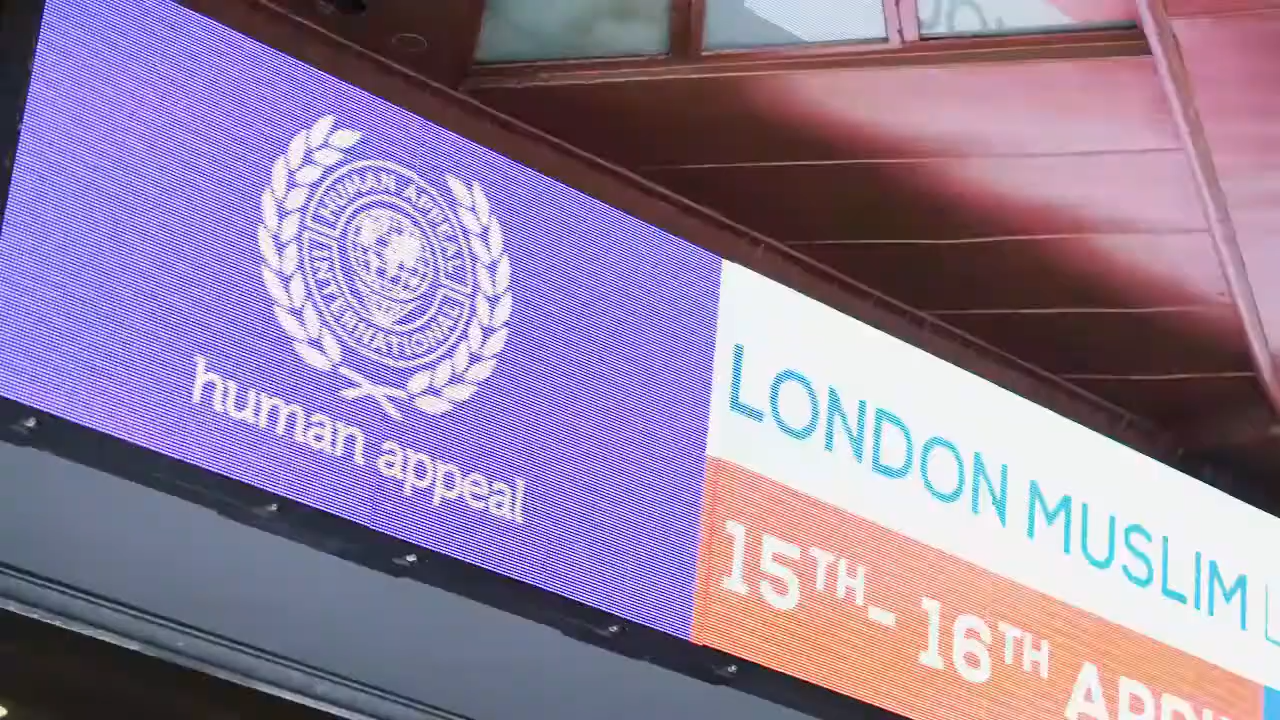 HUMAN APPEAL
INTERNATIONAL
human appeal
LONDON MUSLIM
15TH- 16TH